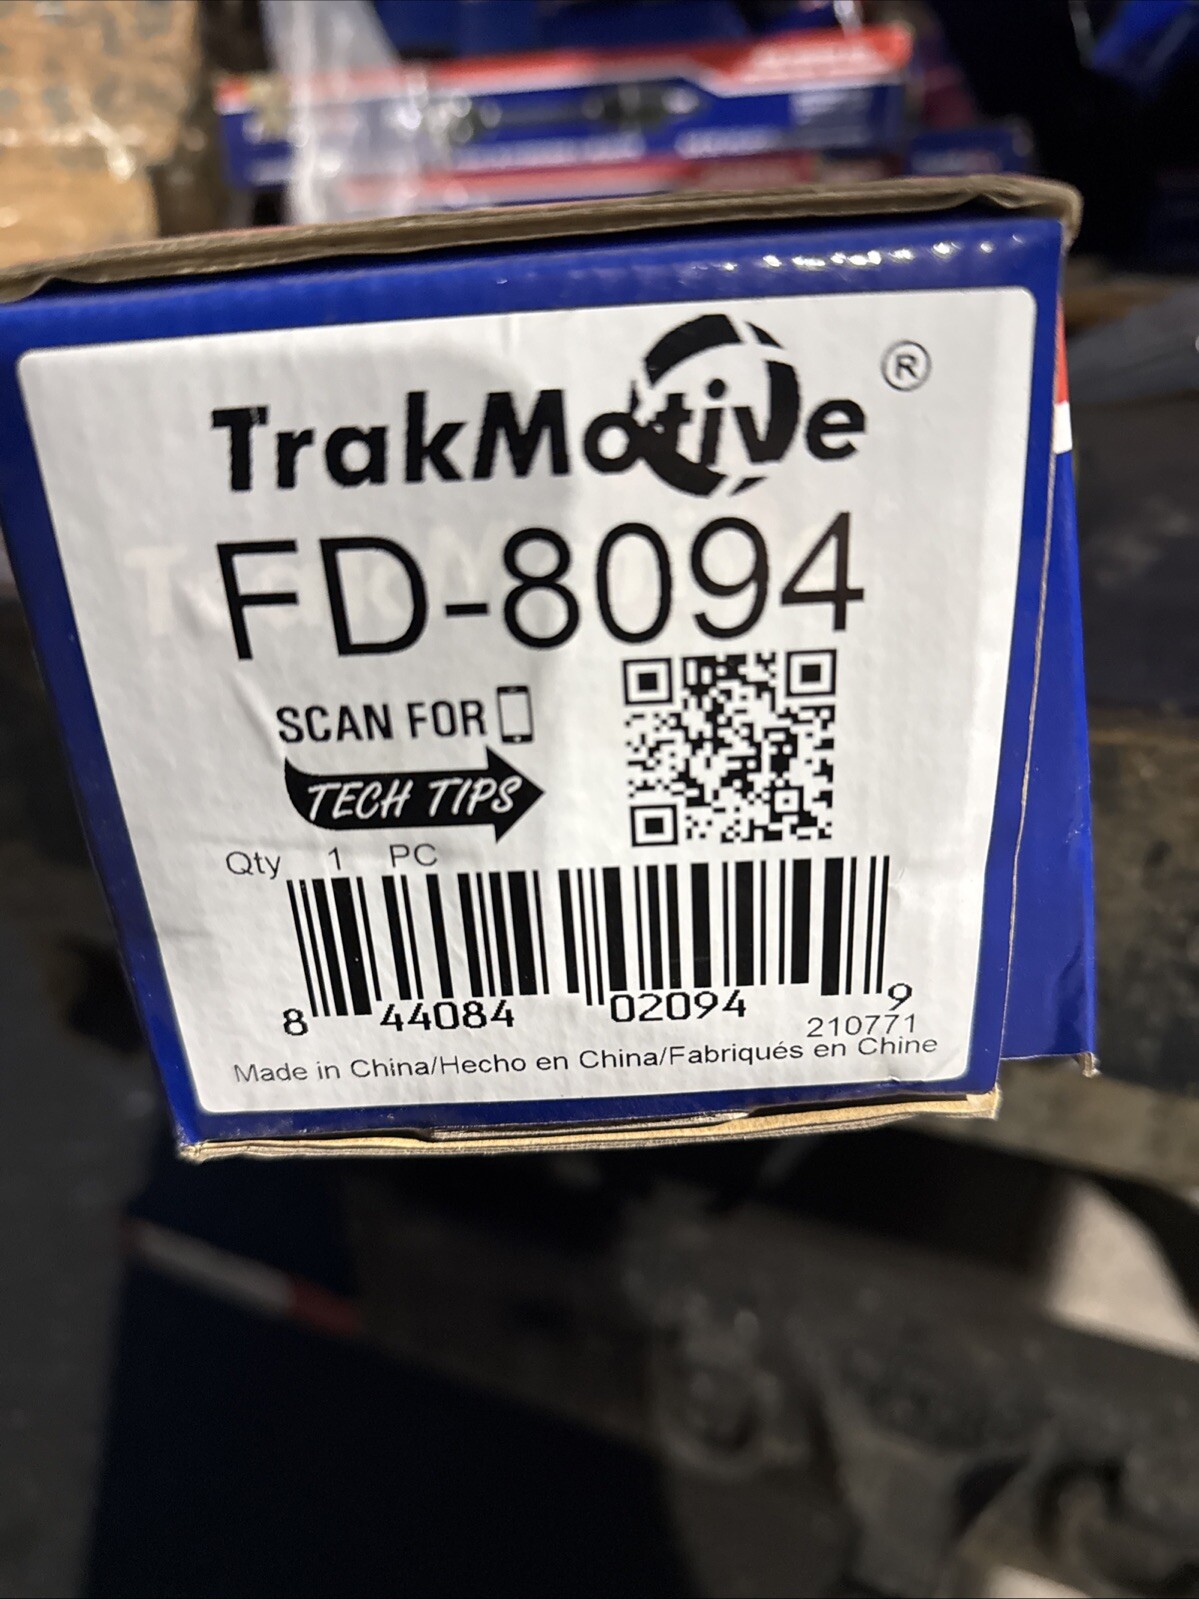 TrakMotive ®
FD-8094
SCAN FOR
TECH TIPS
Qty 1 PC
8 44084 02094 9
210771
Made in China/Hecho en China/Fabriqués en Chine